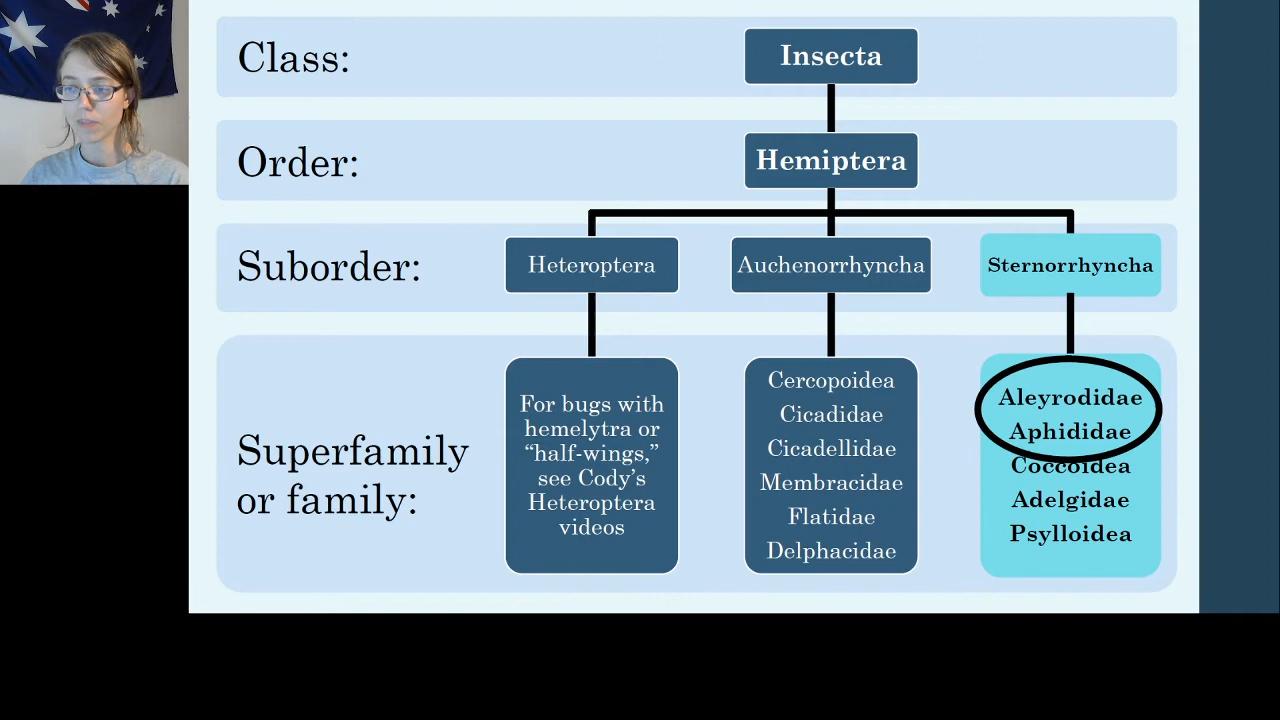 Class:
Insecta
Order:
Hemiptera
Suborder:
Heteroptera
Auchenorrhyncha
Sternorrhyncha
Superfamily
or family:
For bugs with
hemelytra or
“half-wings,”
see Cody’s
Heteroptera
videos
Cercopoidea
Cicadidae
Cicadellidae
Membracidae
Flatidae
Delphacidae
Aleyrodidae
Aphididae
Coccoidea
Adelgidae
Psylloidea